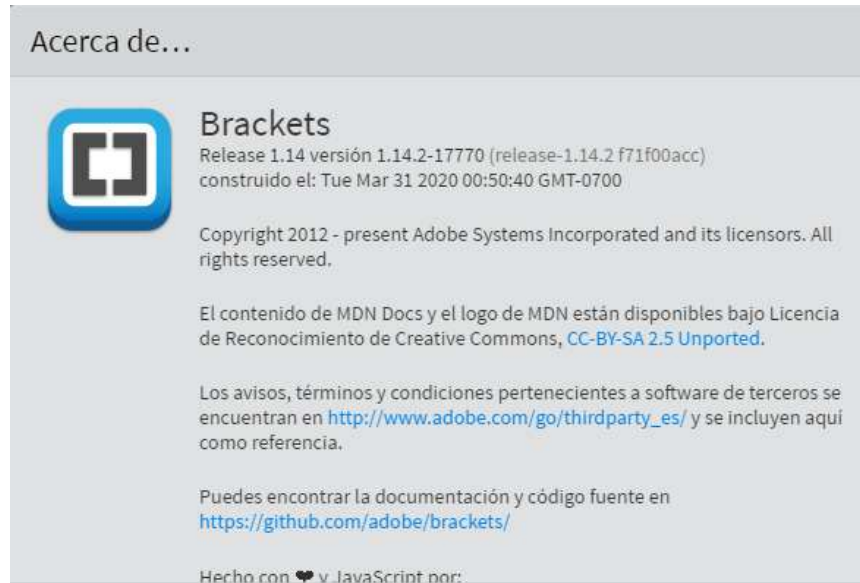 Acerca de...
Brackets
Release 1.14 versión 1.14.2-17770 (release-1.14.2 f71f00acc)
construido el: Tue Mar 31 2020 00:50:40 GMT-0700
Copyright 2012 - present Adobe Systems Incorporated and its licensors. All
rights reserved.
El contenido de MDN Docs y el logo de MDN están disponibles bajo Licencia
de Reconocimiento de Creative Commons, CC-BY-SA 2.5 Unported.
Los avisos, términos y condiciones pertenecientes a software de terceros se
encuentran en http://www.adobe.com/go/thirdparty_es/ y se incluyen aquí
como referencia.
Puedes encontrar la documentación y código fuente en
https://github.com/adobe/brackets/
Hecho con ❤ y JavaScript por: